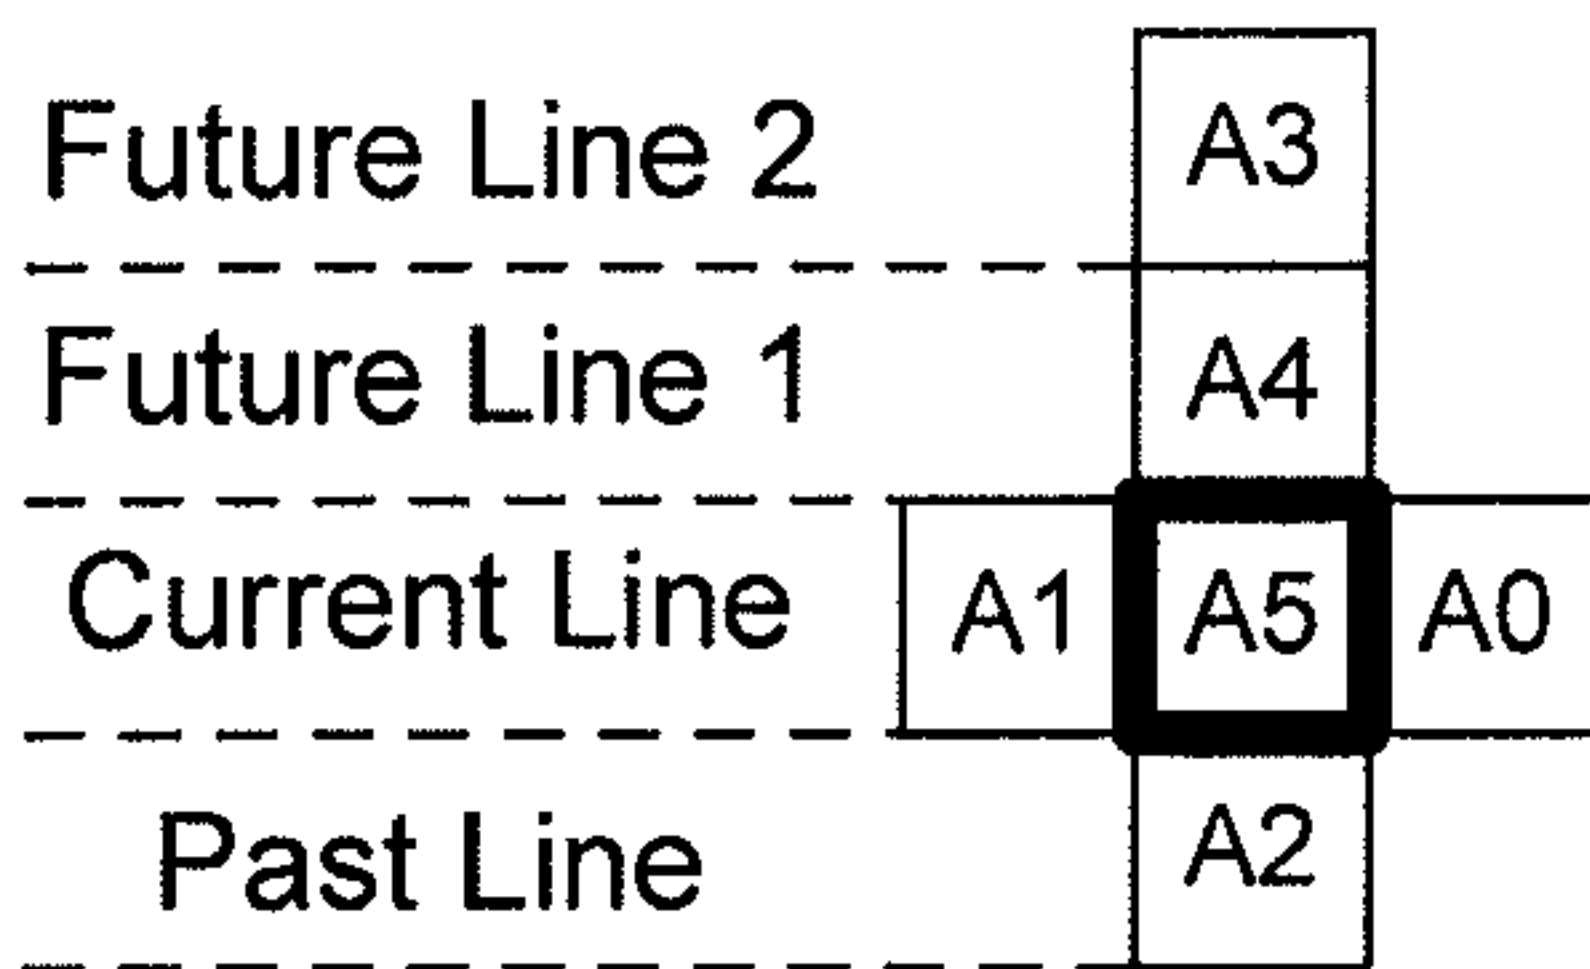 Future Line 2 A3
Future Line 1 A4
Current Line A1 A5 A0
Past Line A2